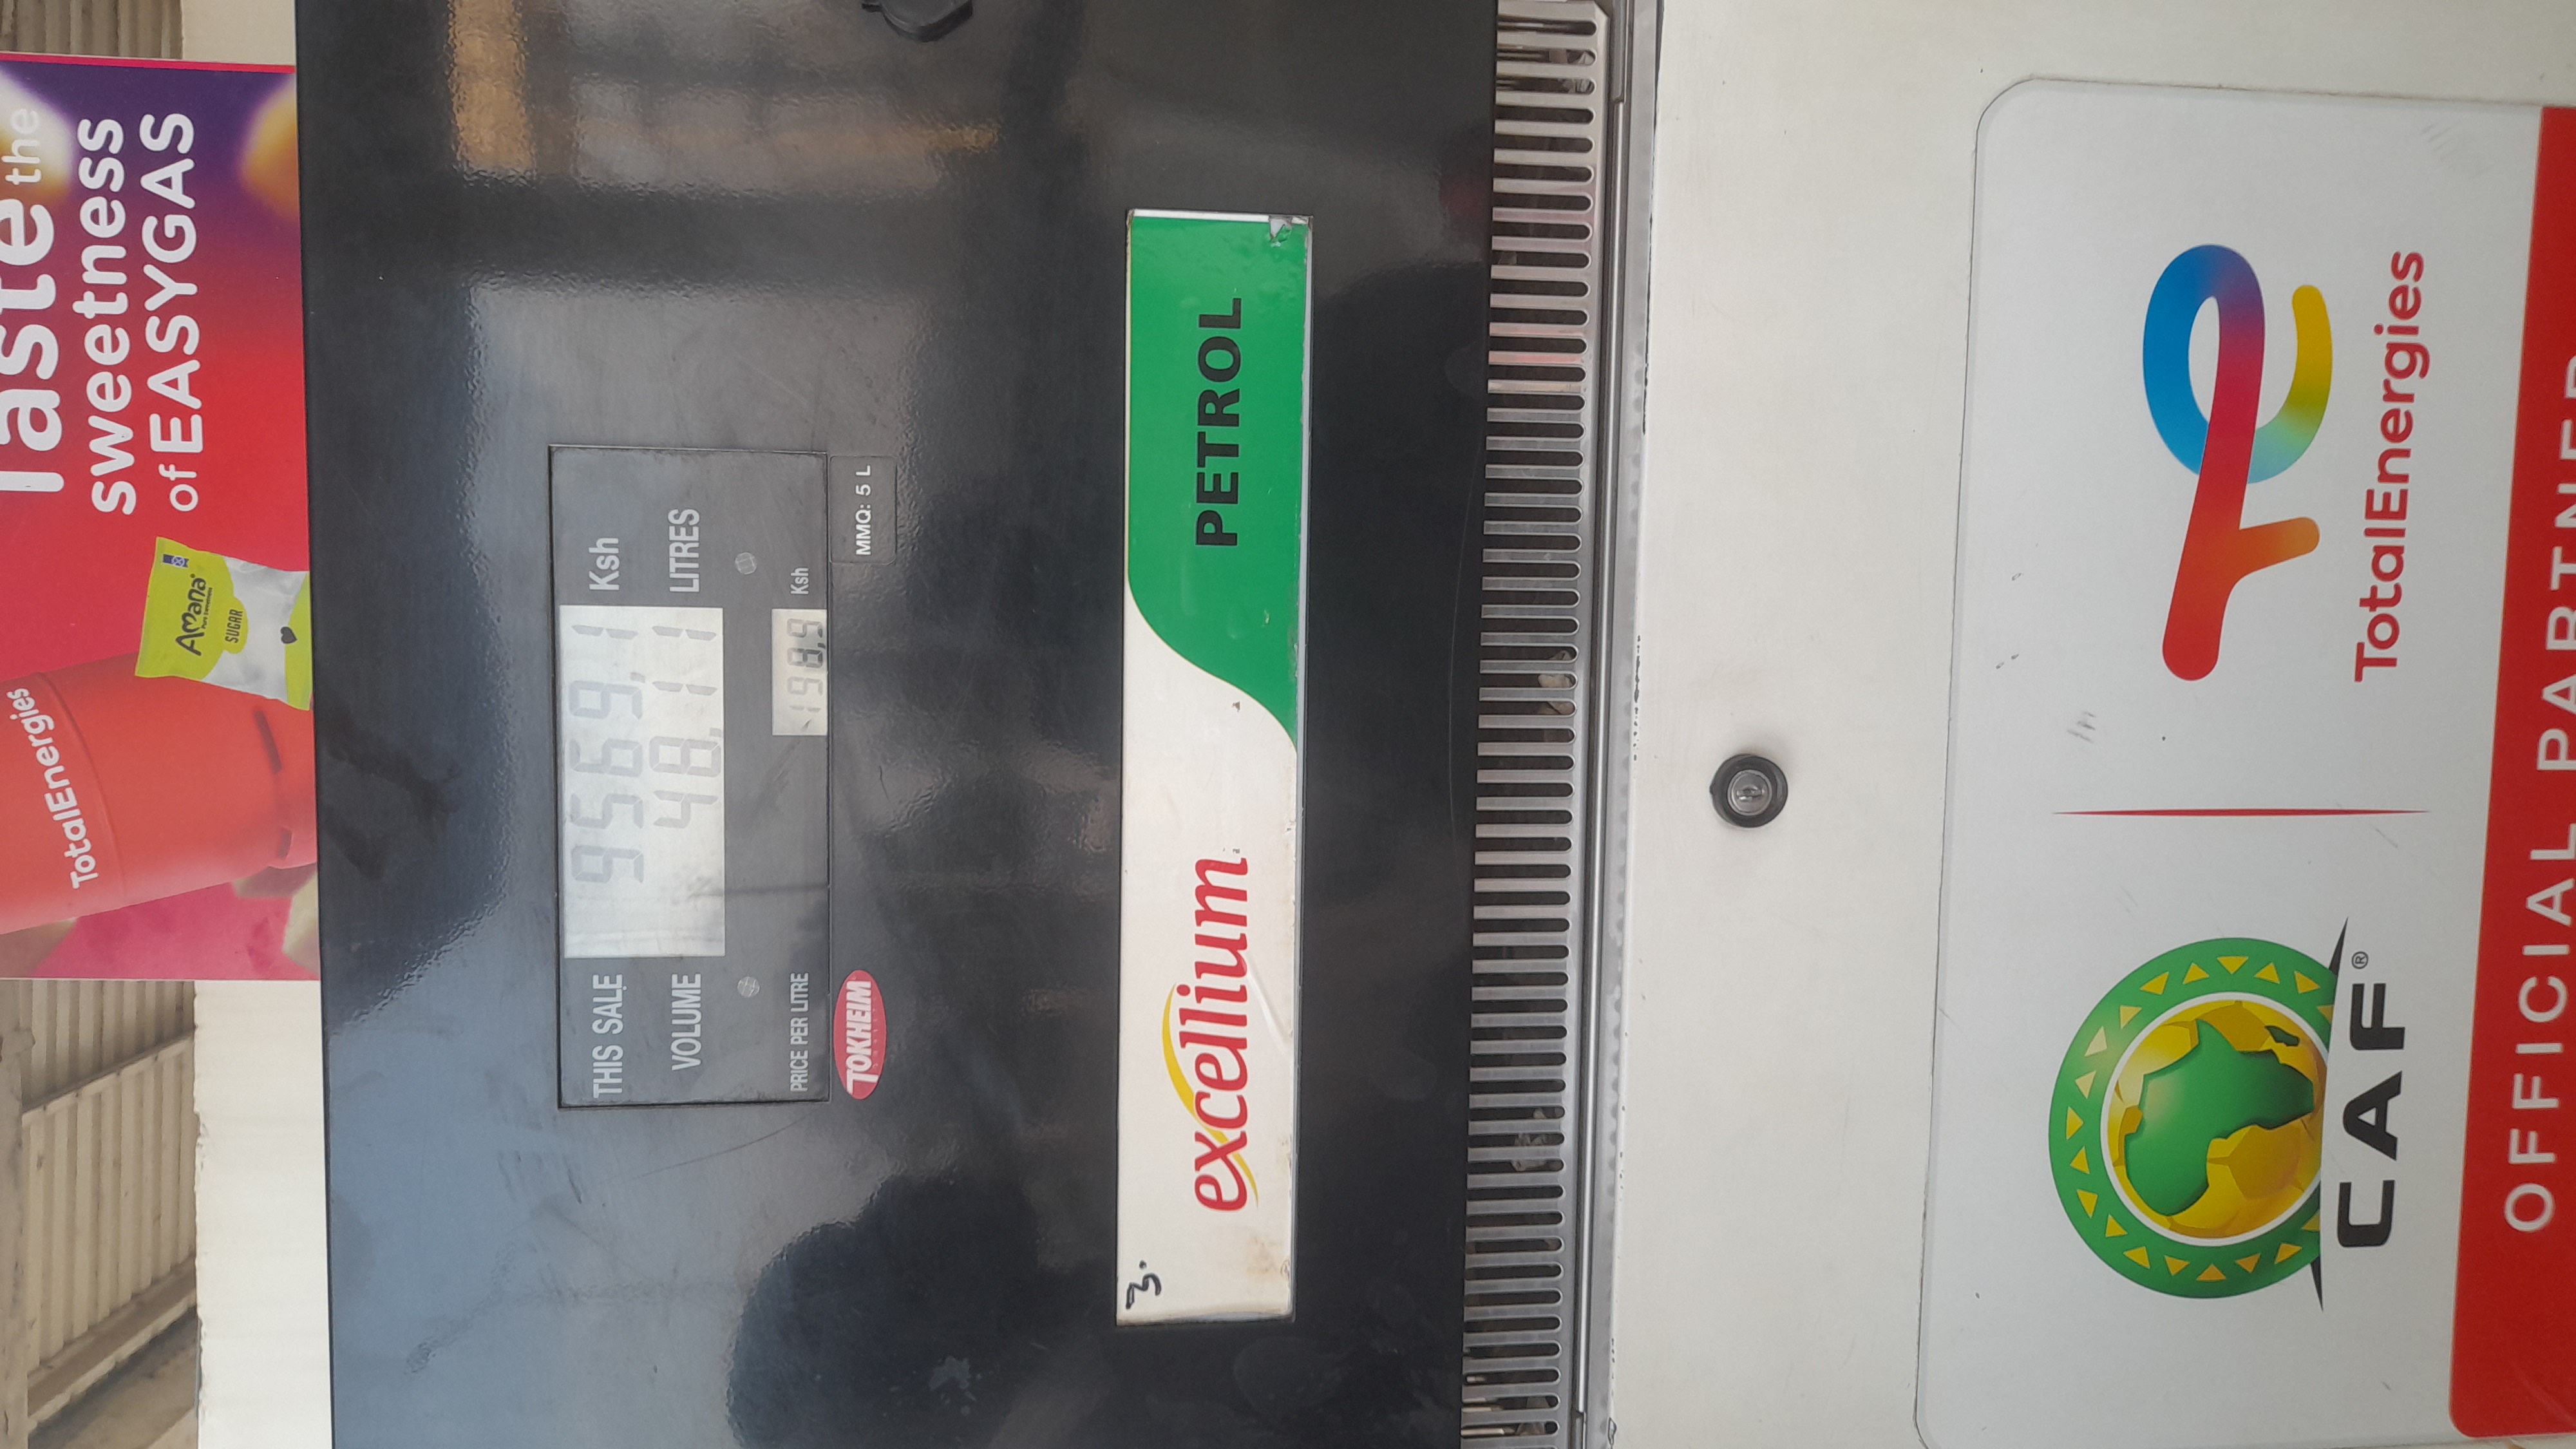 Taste the
sweetness
of EASYGAS
Amana
SUGAR
TotalEnergies
THIS SALE 9569,1 Ksh
VOLUME 48,11 LITRES
PRICE PER LITRE 198,9 Ksh
TOKHEIM
MMQ: 5 L
3.
excellium PETROL
CAF®
TotalEnergies
OFFICIAL PARTNER